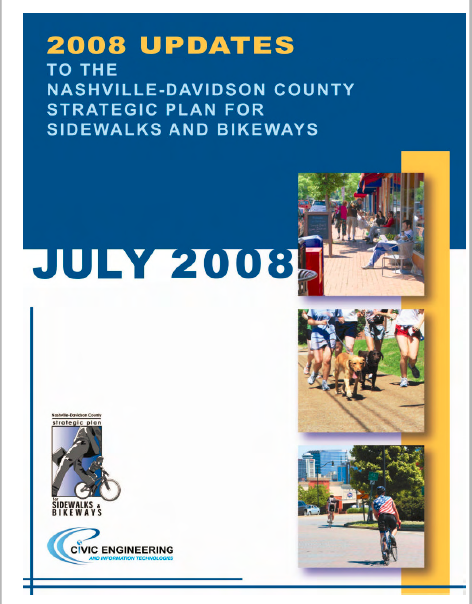 2008 UPDATES
TO THE
NASHVILLE-DAVIDSON COUNTY
STRATEGIC PLAN FOR
SIDEWALKS AND BIKEWAYS
JULY 2008
Nashville-Davidson County
strategic plan
for
SIDEWALKS &
BIKEWAYS
CIVIC ENGINEERING
AND INFORMATION TECHNOLOGIES